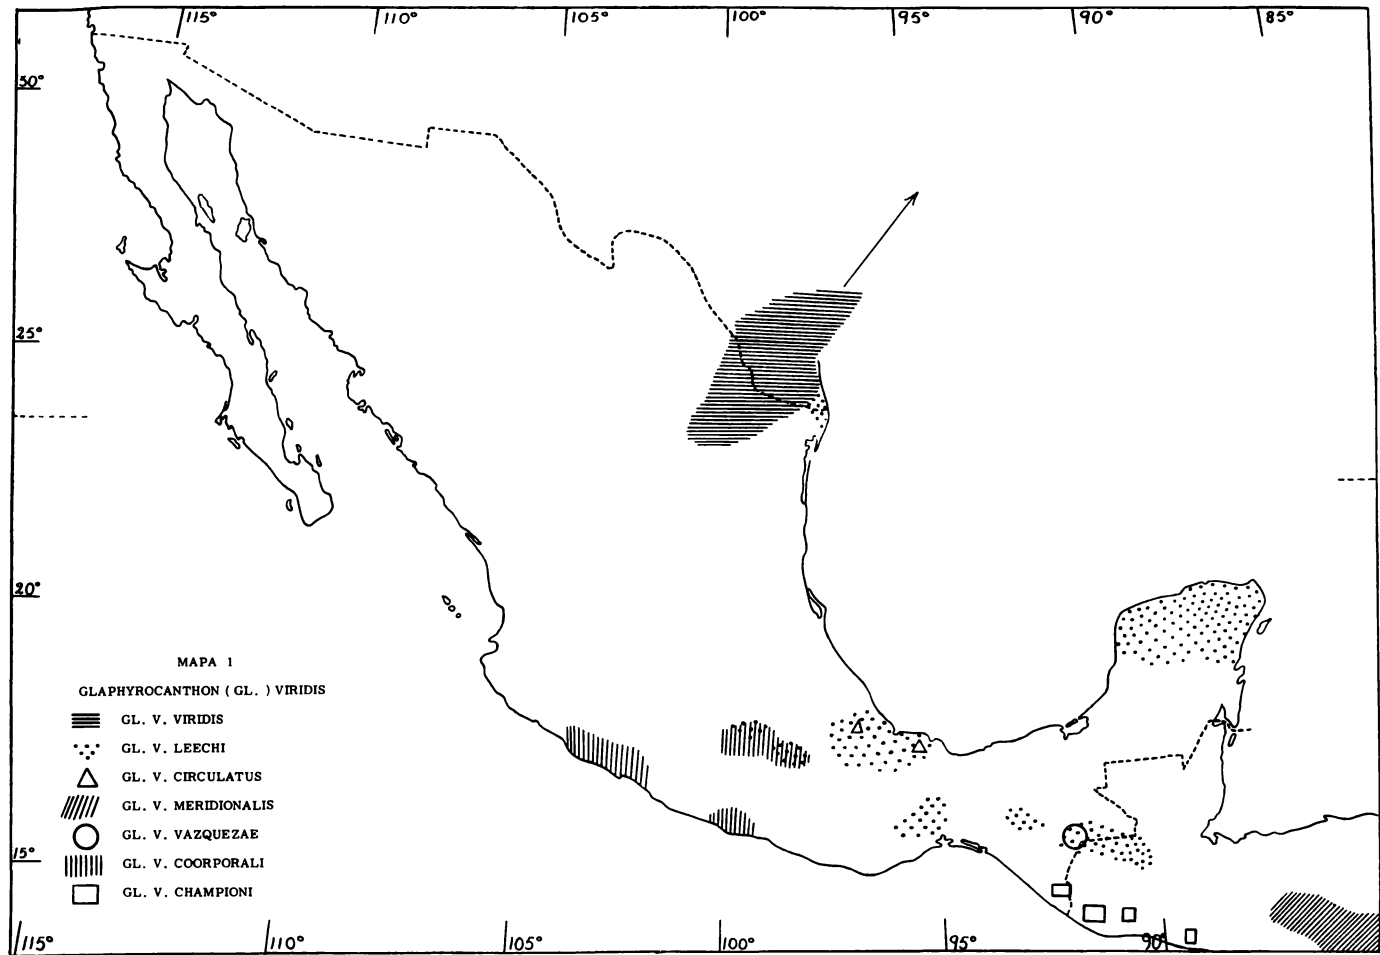 115° 110° 105° 100° 95° 90° 85°
50°
25°
20°
15°
MAPA 1
GLAPHYROCANTHON ( GL. ) VIRIDIS
GL. V. VIRIDIS
GL. V. LEECHI
GL. V. CIRCULATUS
GL. V. MERIDIONALIS
GL. V. VAZQUEZAE
GL. V. COORPORALI
GL. V. CHAMPIONI
115° 110° 105° 100° 95° 90°